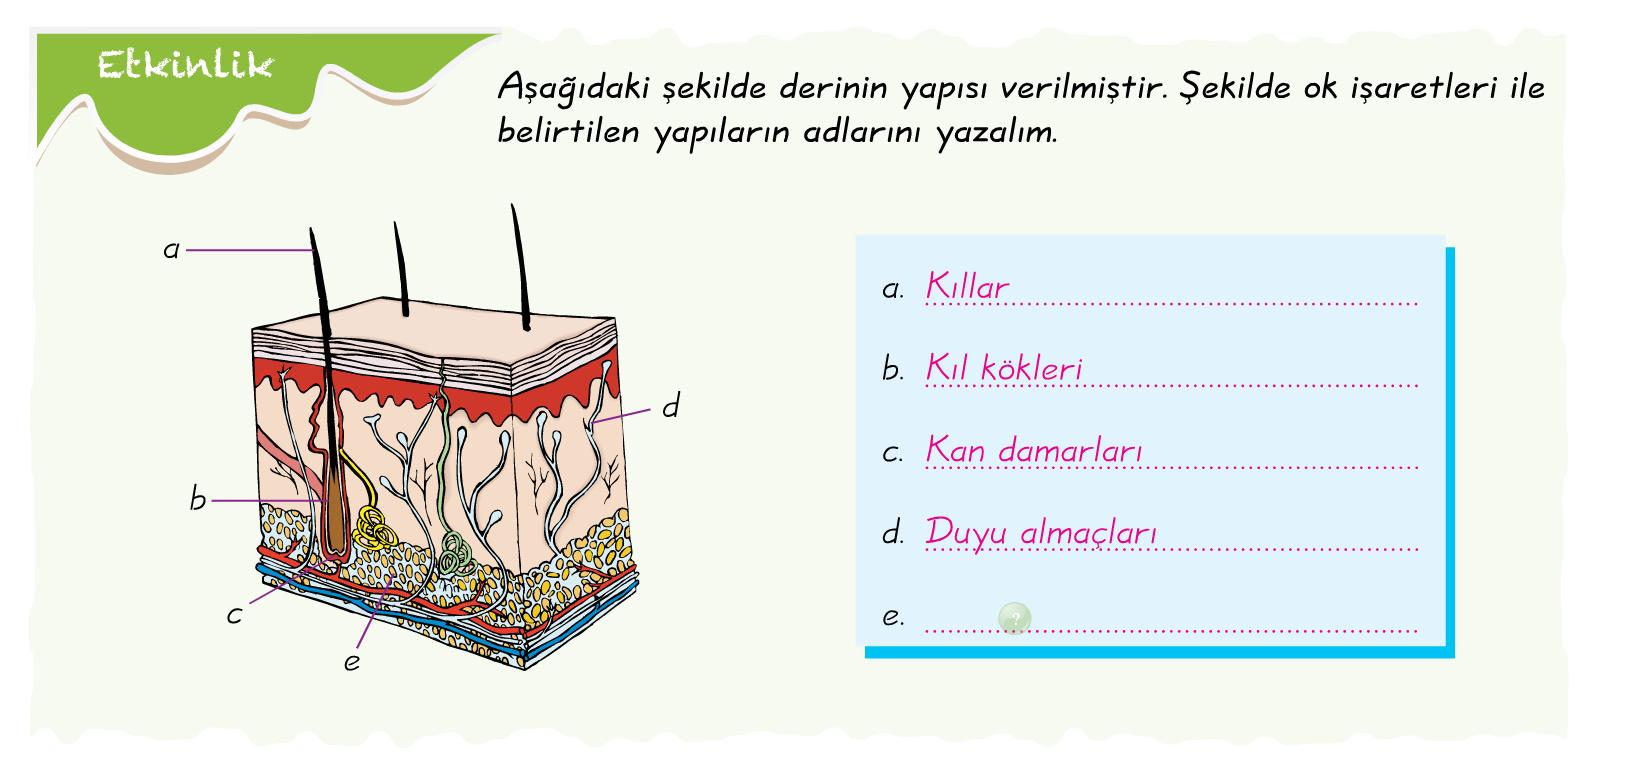 Etkinlik
Aşağıdaki şekilde derinin yapısı verilmiştir. Şekilde ok işaretleri ile
belirtilen yapıların adlarını yazalım.
a
b
c
d
e
a. Kıllar
b. Kıl kökleri
c. Kan damarları
d. Duyu almaçları
e. ?